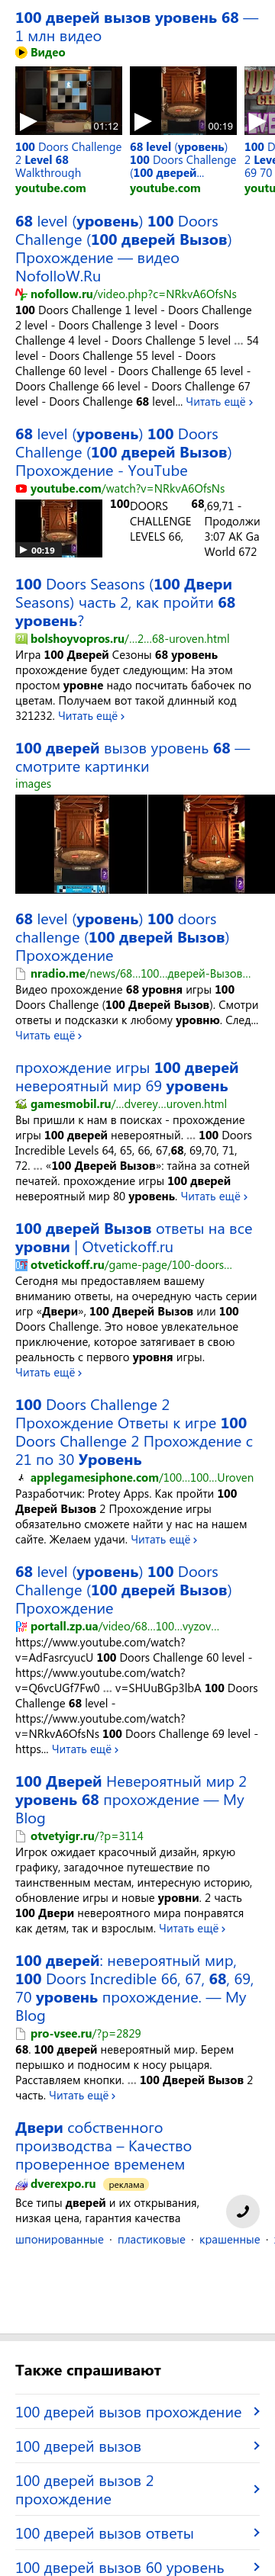 100 дверей вызов уровень 68 —
1 млн видео
Видео
01:12
00:19
100 Doors Challenge
2 Level 68
Walkthrough
youtube.com
68 level (уровень)
100 Doors Challenge
(100 дверей...
youtube.com
100 D
2 Leve
69 70
youtu
68 level (уровень) 100 Doors
Challenge (100 дверей Вызов)
Прохождение — видео
NofolloW.Ru
nofollow.ru/video.php?c=NRkvA6OfsNs
100 Doors Challenge 1 level - Doors Challenge
2 level - Doors Challenge 3 level - Doors
Challenge 4 level - Doors Challenge 5 level ... 54
level - Doors Challenge 55 level - Doors
Challenge 60 level - Doors Challenge 65 level -
Doors Challenge 66 level - Doors Challenge 67
level - Doors Challenge 68 level... Читать ещё ›
68 level (уровень) 100 Doors
Challenge (100 дверей Вызов)
Прохождение - YouTube
youtube.com/watch?v=NRkvA6OfsNs
00:19
100 DOORS
CHALLENGE
LEVELS 66,
68 ,69,71 -
Продолжи
3:07 AK Ga
World 672
100 Doors Seasons (100 Двери
Seasons) часть 2, как пройти 68
уровень?
bolshoyvopros.ru/...2...68-uroven.html
Игра 100 Дверей Сезоны 68 уровень
прохождение будет следующим: На этом
простом уровне надо посчитать бабочек по
цветам. Получаем вот такой длинный код
321232. Читать ещё ›
100 дверей вызов уровень 68 —
смотрите картинки
images
68 level (уровень) 100 doors
challenge (100 дверей Вызов)
Прохождение
nradio.me/news/68...100...дверей-Вызов...
Видео прохождение 68 уровня игры 100
Doors Challenge (100 Дверей Вызов). Смотри
ответы и подсказки к любому уровню. След...
Читать ещё ›
прохождение игры 100 дверей
невероятный мир 69 уровень
gamesmobil.ru/...dverey...uroven.html
Вы пришли к нам в поисках - прохождение
игры 100 дверей невероятный. ... 100 Doors
Incredible Levels 64, 65, 66, 67,68, 69,70, 71,
72. ... «100 Дверей Вызов»: тайна за сотней
печатей. прохождение игры 100 дверей
невероятный мир 80 уровень. Читать ещё ›
100 дверей Вызов ответы на все
уровни | Otvetickoff.ru
otvetickoff.ru/game-page/100-doors...
Сегодня мы предоставляем вашему
вниманию ответы, на очередную часть серии
игр «Двери», 100 Дверей Вызов или 100
Doors Challenge. Это новое увлекательное
приключение, которое затягивает в свою
реальность с первого уровня игры.
Читать ещё ›
100 Doors Challenge 2
Прохождение Ответы к игре 100
Doors Challenge 2 Прохождение с
21 по 30 Уровень
applegamesiphone.com/100...100...Uroven
Разработчик: Protey Apps. Как пройти 100
Дверей Вызов 2 Прохождение игры
обязательно сможете найти у нас на нашем
сайте. Желаем удачи. Читать ещё ›
68 level (уровень) 100 Doors
Challenge (100 дверей Вызов)
Прохождение
portall.zp.ua/video/68...100...vyzov...
https://www.youtube.com/watch?
v=AdFasrcyucU 100 Doors Challenge 60 level -
https://www.youtube.com/watch?
v=Q6vcUGf7Fw0 ... v=SHUuBGp3lbA 100 Doors
Challenge 68 level -
https://www.youtube.com/watch?
v=NRkvA6OfsNs 100 Doors Challenge 69 level -
https... Читать ещё ›
100 Дверей Невероятный Мир 2
уровень 68 прохождение — My
Blog
otvetyigr.ru/?p=3114
Игрок ожидает красочный дизайн, яркую
графику, загадочное путешествие по
таинственным местам, интересную историю,
обновление игры и новые уровни. 2 часть
100 Двери невероятного мира понравятся
как детям, так и взрослым. Читать ещё ›
100 дверей: невероятный мир,
100 Doors Incredible 66, 67, 68, 69,
70 уровень прохождение. — My
Blog
pro-vsee.ru/?p=2829
68. 100 дверей невероятный мир. Берем
перышко и подносим к носу рыцаря.
Расставляем кнопки. ... 100 Дверей Вызов 2
часть. Читать ещё ›
Двери собственного
производства – Качество
проверенное временем
dverexpo.ru реклама
Все типы дверей и их открывания,
низкая цена, гарантия качества
шпонированные · пластиковые · крашенные ·
Также спрашивают
100 дверей вызов прохождение
100 дверей вызов
100 дверей вызов 2
прохождение
100 дверей вызов ответы
100 дверей вызов 60 уровень